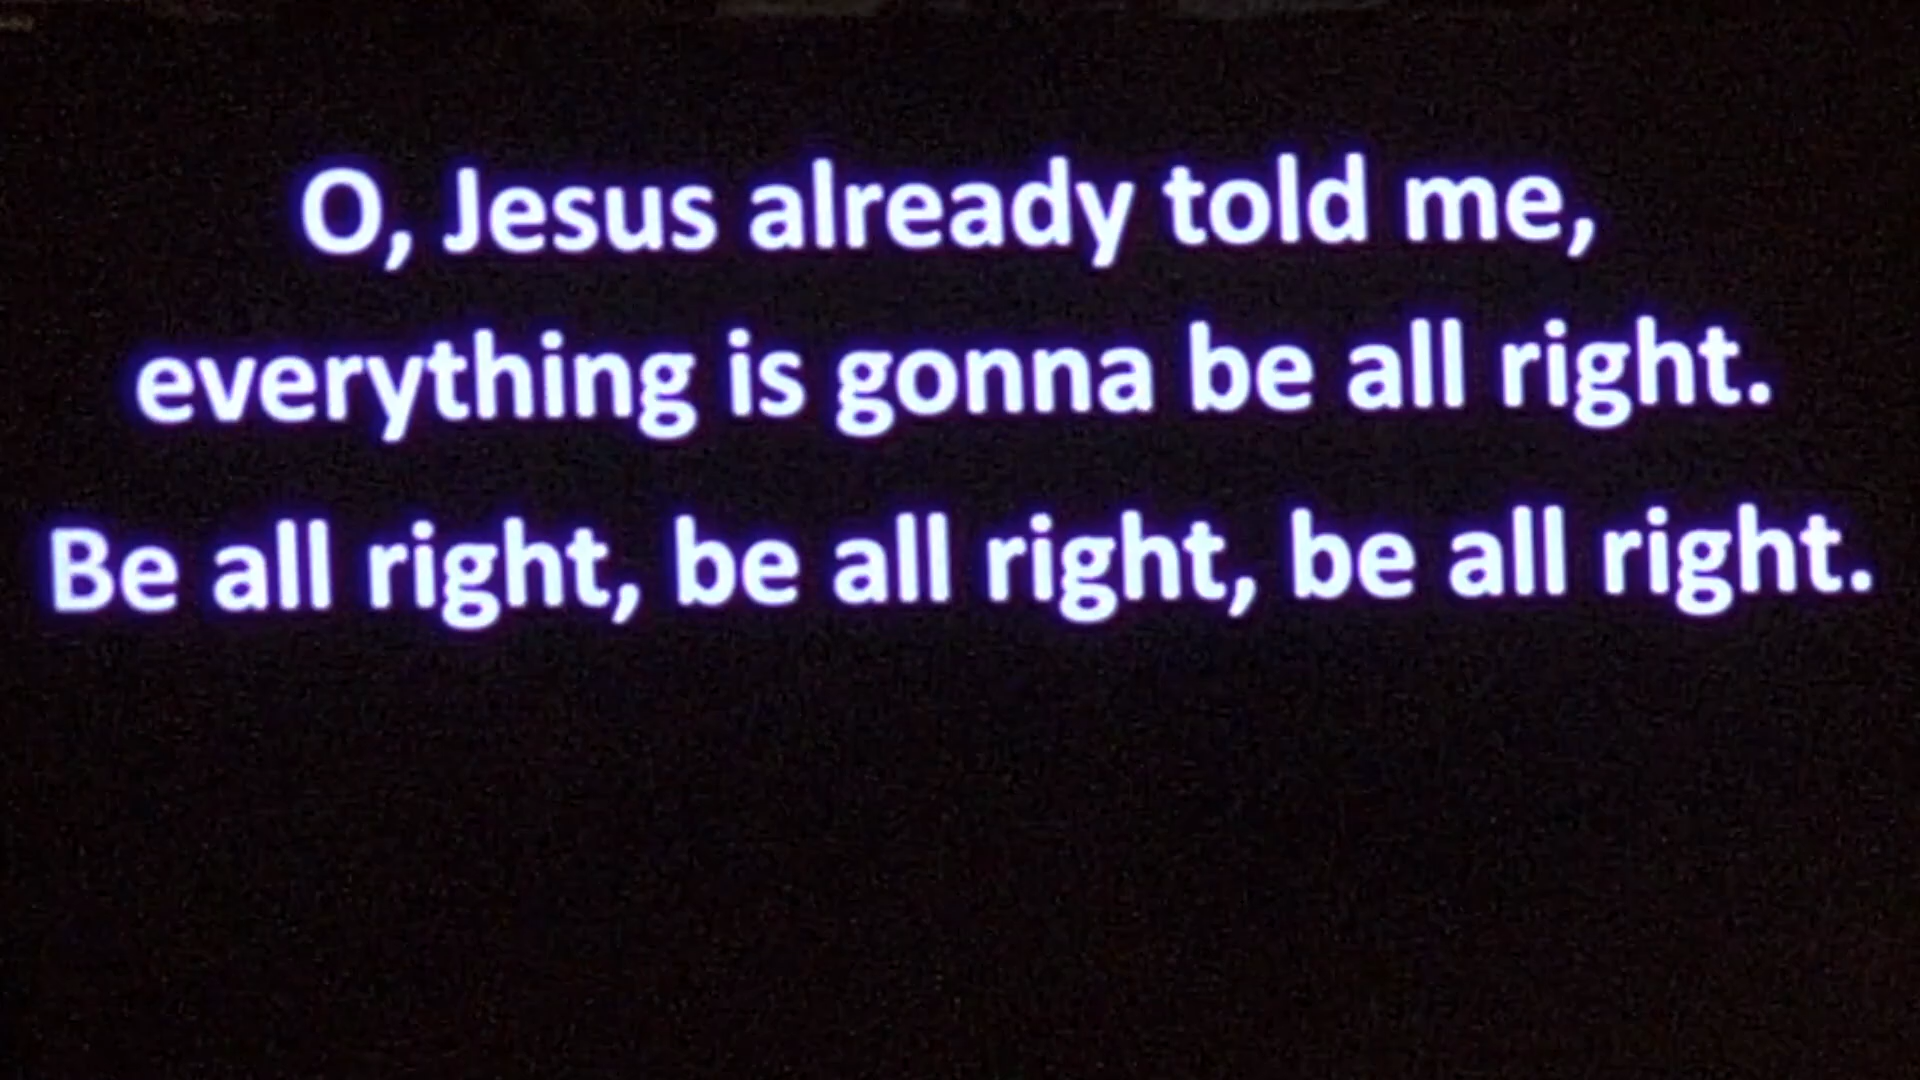 O, Jesus already told me,
everything is gonna be all right.
Be all right, be all right, be all right.